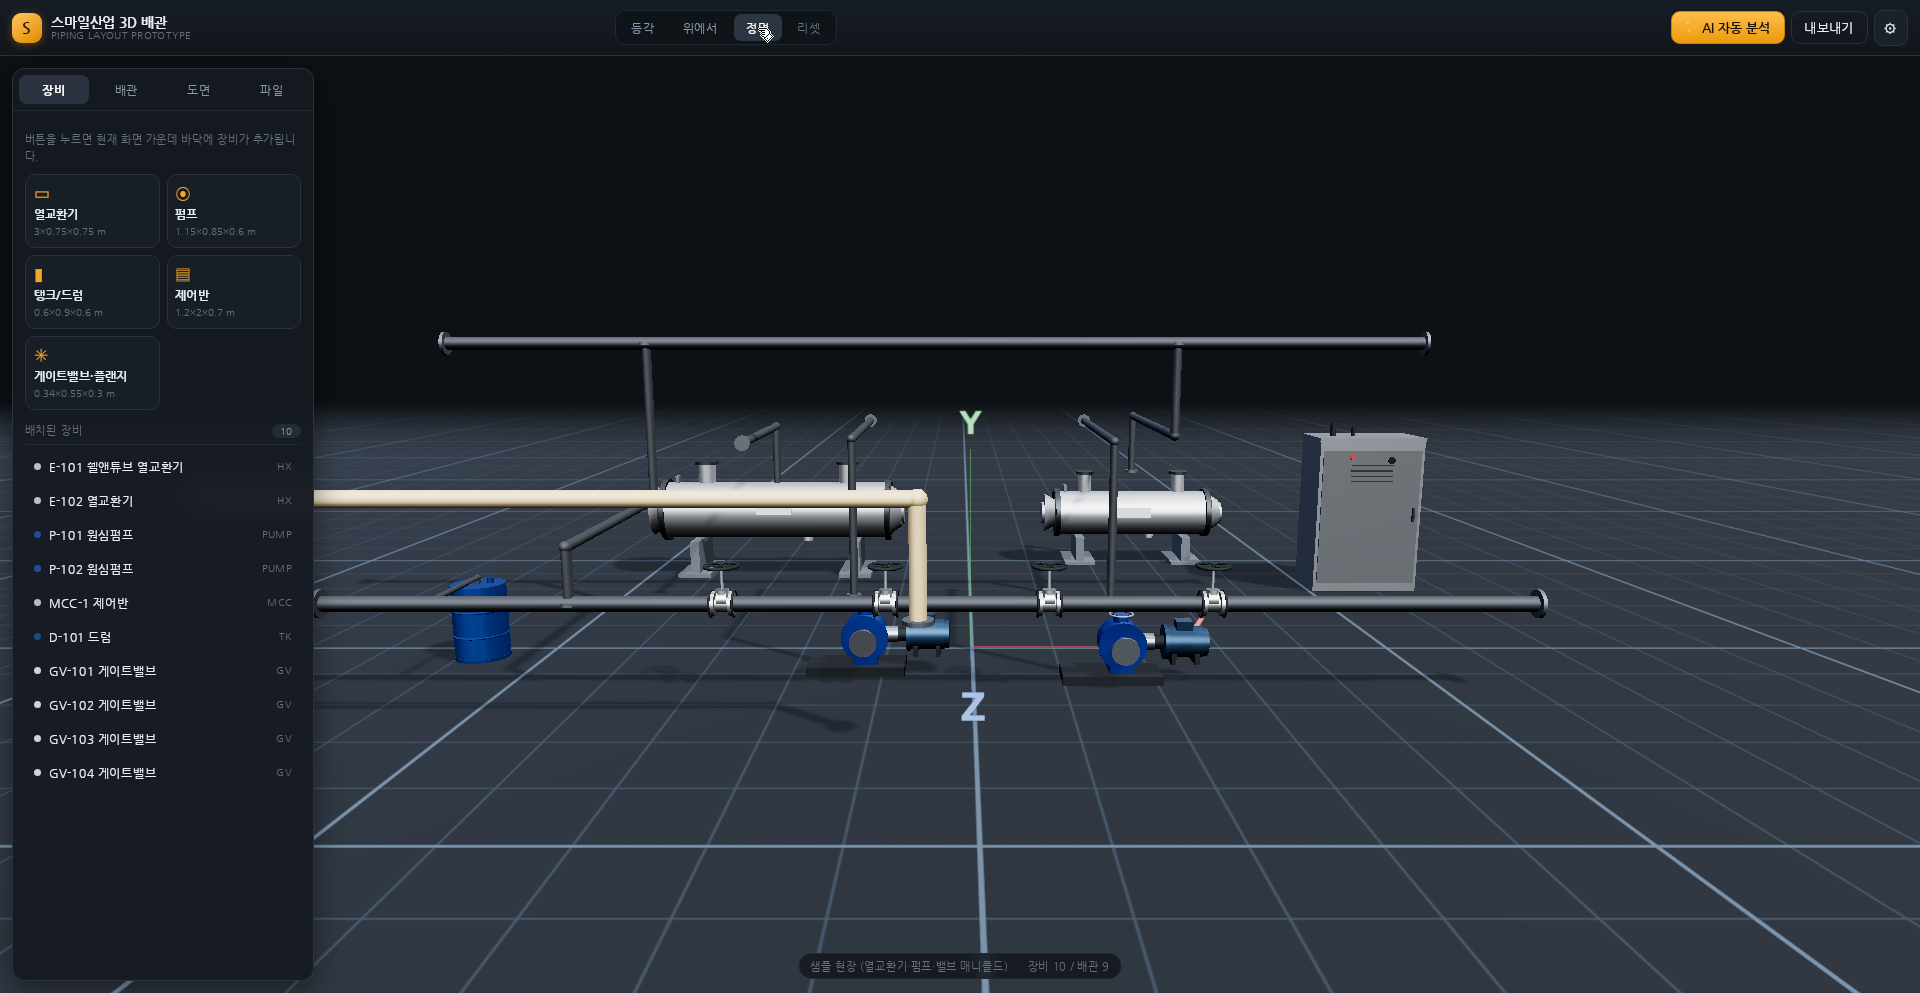 S
스마일산업 3D 배관
PIPING LAYOUT PROTOTYPE
등각
위에서
정면
리셋
AI 자동 분석
내보내기
장비
배관
도면
파일
버튼을 누르면 현재 화면 가운데 바닥에 장비가 추가됩니
다.
열교환기
3×0.75×0.75 m
펌프
1.15×0.85×0.6 m
탱크/드럼
0.6×0.9×0.6 m
제어반
1.2×2×0.7 m
게이트밸브·플랜지
0.34×0.55×0.3 m
배치된 장비
10
E-101 쉘앤튜브 열교환기
HX
E-102 열교환기
HX
P-101 원심펌프
PUMP
P-102 원심펌프
PUMP
MCC-1 제어반
MCC
D-101 드럼
TK
GV-101 게이트밸브
GV
GV-102 게이트밸브
GV
GV-103 게이트밸브
GV
GV-104 게이트밸브
GV
Y
Z
샘플 현장 (열교환기·펌프·밸브 매니폴드) · 장비 10 / 배관 9